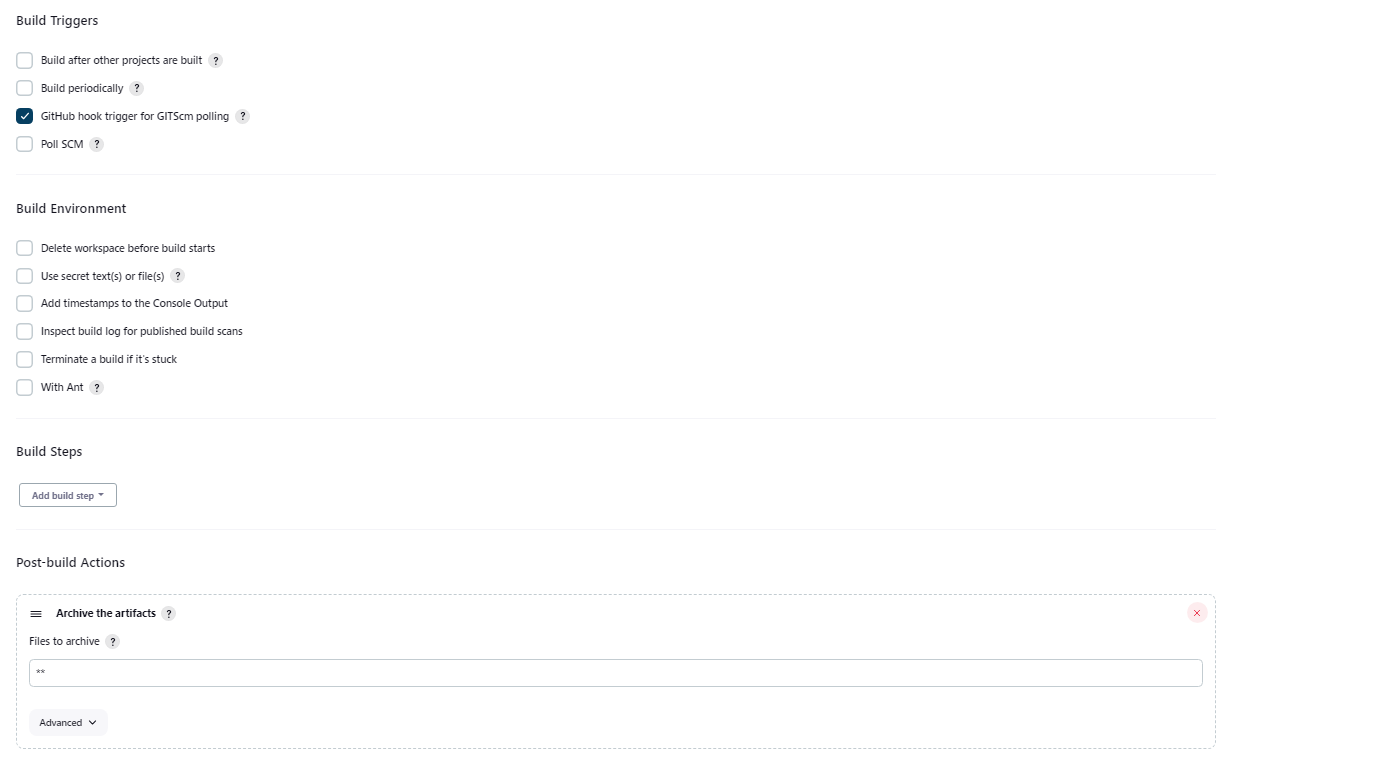 Build Triggers
Build after other projects are built ?
Build periodically ?
GitHub hook trigger for GITScm polling ?
Poll SCM ?
Build Environment
Delete workspace before build starts
Use secret text(s) or file(s) ?
Add timestamps to the Console Output
Inspect build log for published build scans
Terminate a build if it's stuck
With Ant ?
Build Steps
Add build step
Post-build Actions
Archive the artifacts ?
Files to archive ?
**
Advanced